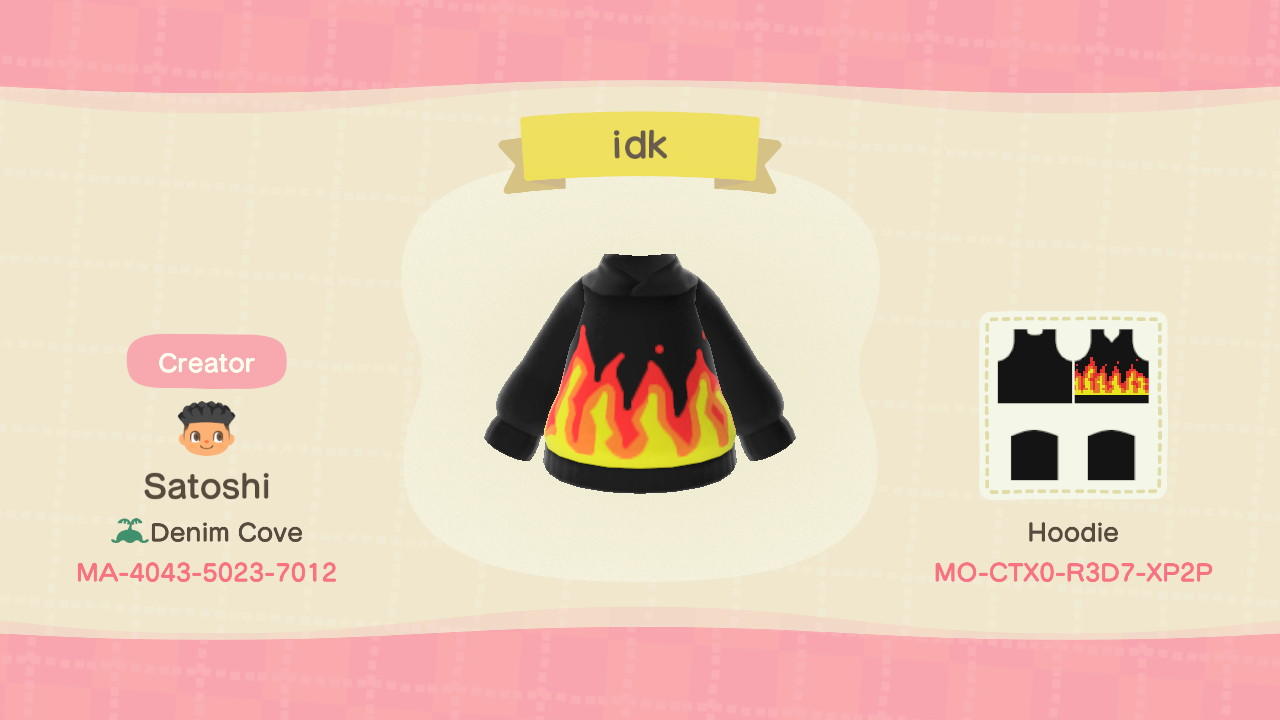 idk
Creator
Satoshi
Denim Cove
MA-4043-5023-7012
Hoodie
MO-CTX0-R3D7-XP2P